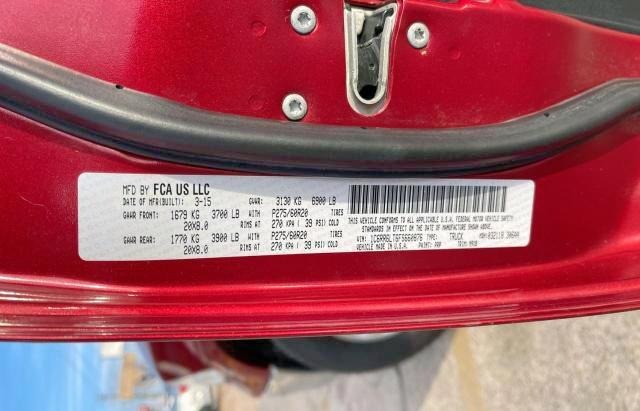 MFD BY FCA US LLC
DATE OF MFR(BUILT): 3-15 GVWR: 3130 KG 6900 LB
GAWR FRONT: 1679 KG 3700 LB WITH P275/60R20 TIRES
20X8.0 RIMS AT 270 KPA ( 39 PSI) COLD
GAWR REAR: 1770 KG 3900 LB WITH P275/60R20 TIRES
20X8.0 RIMS AT 270 KPA ( 39 PSI) COLD
THIS VEHICLE CONFORMS TO ALL APPLICABLE U.S.A. FEDERAL MOTOR VEHICLE SAFETY
STANDARDS IN EFFECT ON THE DATE OF MANUFACTURE SHOWN ABOVE.
VIN: TYPE: TRUCK MDH: 032118
VEHICLE MADE IN U.S.A. PAINT: PRP TRIM: